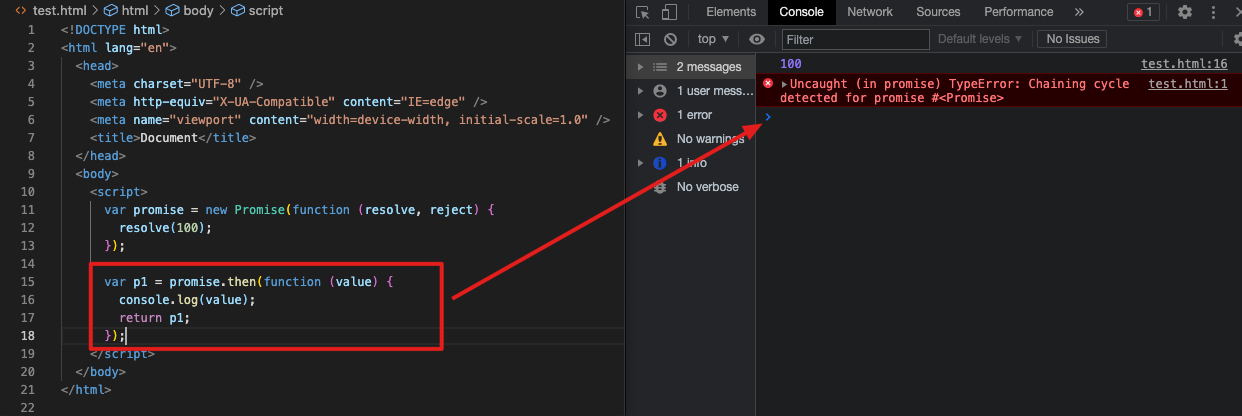 test.html > html > body > script
1 <!DOCTYPE html>
2 <html lang="en">
3 <head>
4 <meta charset="UTF-8" />
5 <meta http-equiv="X-UA-Compatible" content="IE=edge" />
6 <meta name="viewport" content="width=device-width, initial-scale=1.0" />
7 <title>Document</title>
8 </head>
9 <body>
10 <script>
11 var promise = new Promise(function (resolve, reject) {
12 resolve(100);
13 });
14
15 var p1 = promise.then(function (value) {
16 console.log(value);
17 return p1;
18 });
19 </script>
20 </body>
21 </html>
22
Elements Console Network Sources Performance » 1
top Filter Default levels No Issues
2 messages
1 user mess...
1 error
No warnings
1 info
No verbose
100 test.html:16
Uncaught (in promise) TypeError: Chaining cycle test.html:1
detected for promise #<Promise>
>